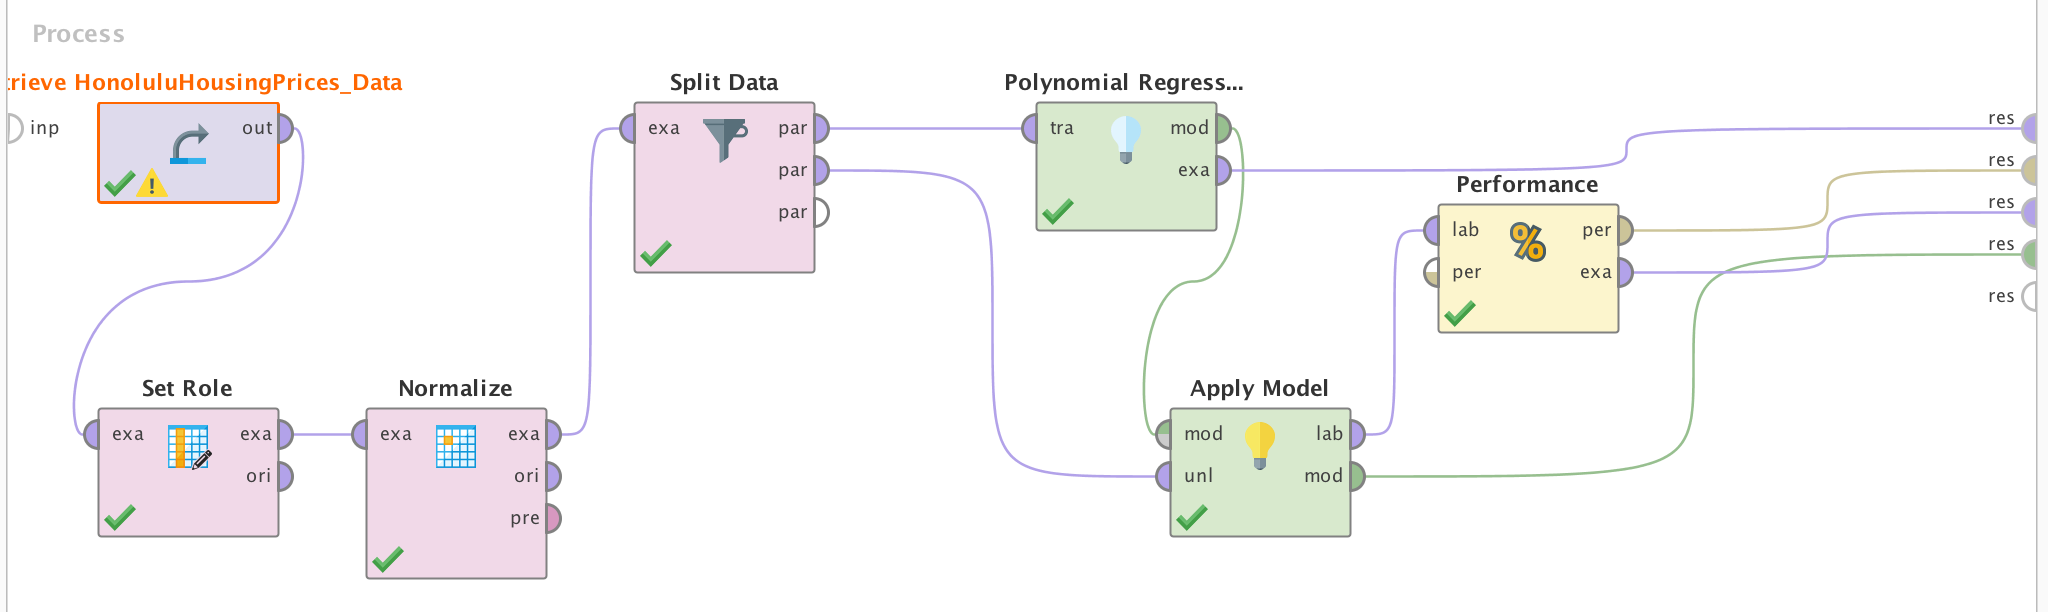 Process
trieve HonoluluHousingPrices_Data
inp
out
Split Data
exa
par
par
par
Polynomial Regress...
tra
mod
exa
Performance
lab
per
per
exa
%
res
res
res
res
res
Set Role
exa
exa
ori
Normalize
exa
exa
ori
pre
Apply Model
mod
lab
unl
mod